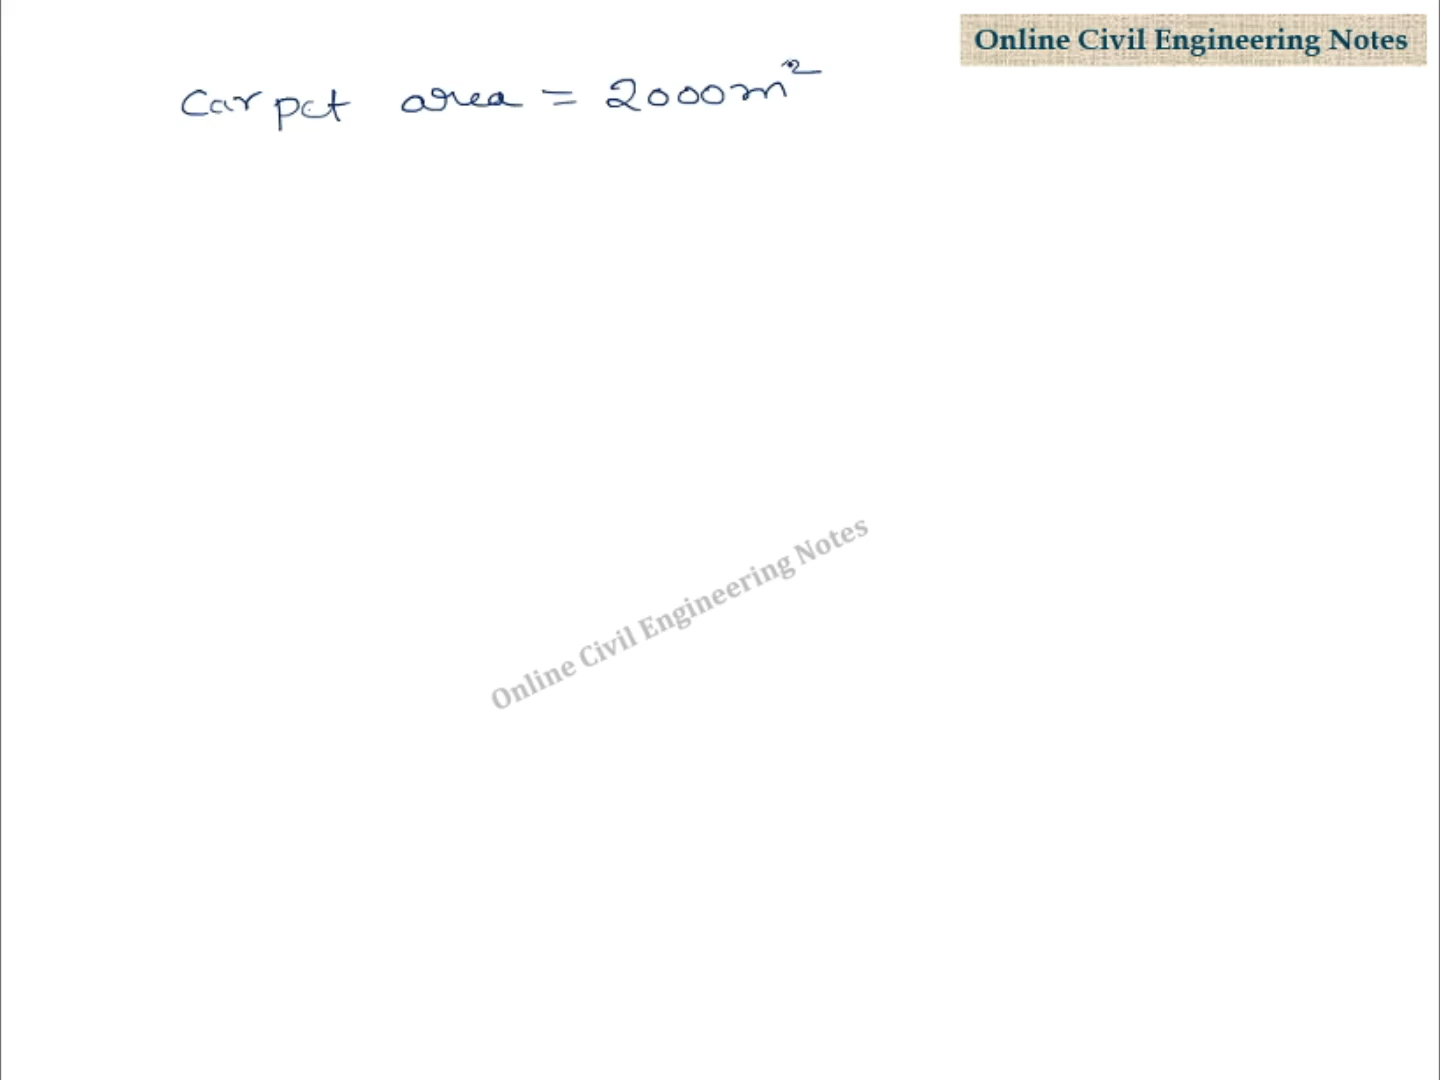 Online Civil Engineering Notes
Carpet area = 2000m²
Online Civil Engineering Notes